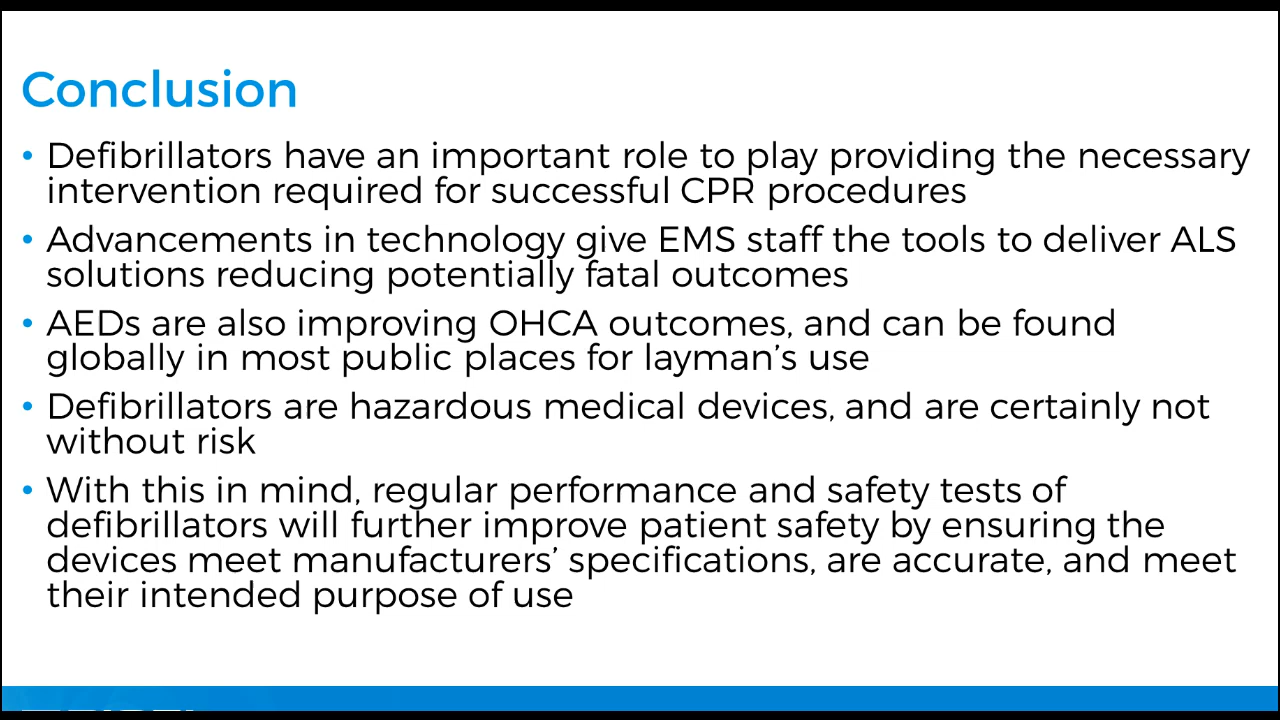 Conclusion
• Defibrillators have an important role to play providing the necessary
intervention required for successful CPR procedures
• Advancements in technology give EMS staff the tools to deliver ALS
solutions reducing potentially fatal outcomes
• AEDs are also improving OHCA outcomes, and can be found
globally in most public places for layman’s use
• Defibrillators are hazardous medical devices, and are certainly not
without risk
• With this in mind, regular performance and safety tests of
defibrillators will further improve patient safety by ensuring the
devices meet manufacturers’ specifications, are accurate, and meet
their intended purpose of use